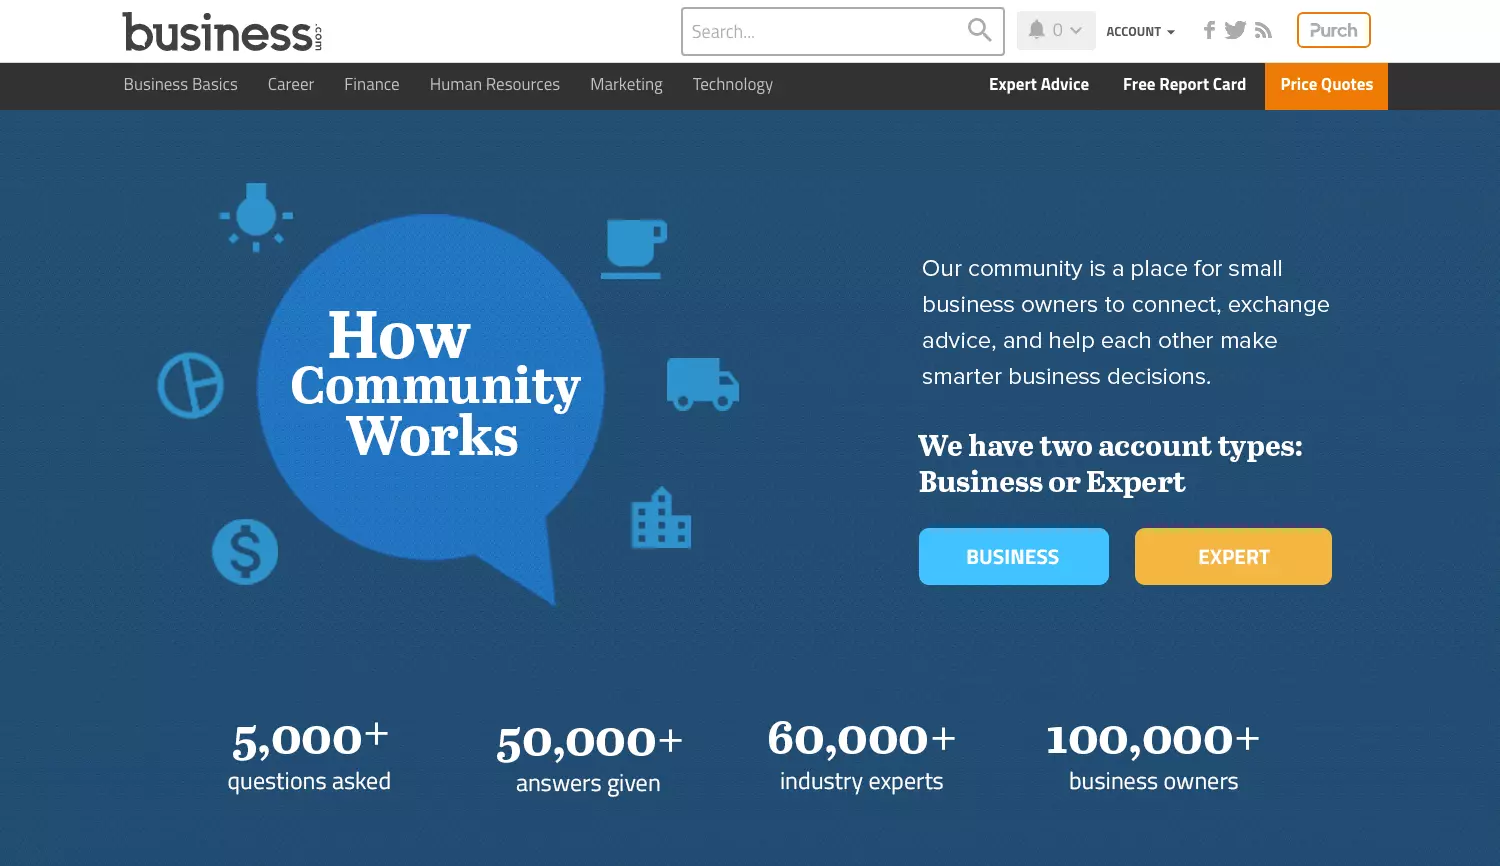 business.com
Search...
0
ACCOUNT
Purch
Business Basics
Career
Finance
Human Resources
Marketing
Technology
Expert Advice
Free Report Card
Price Quotes
How
Community
Works
$
Our community is a place for small
business owners to connect, exchange
advice, and help each other make
smarter business decisions.
We have two account types:
Business or Expert
BUSINESS
EXPERT
5,000+
questions asked
50,000+
answers given
60,000+
industry experts
100,000+
business owners